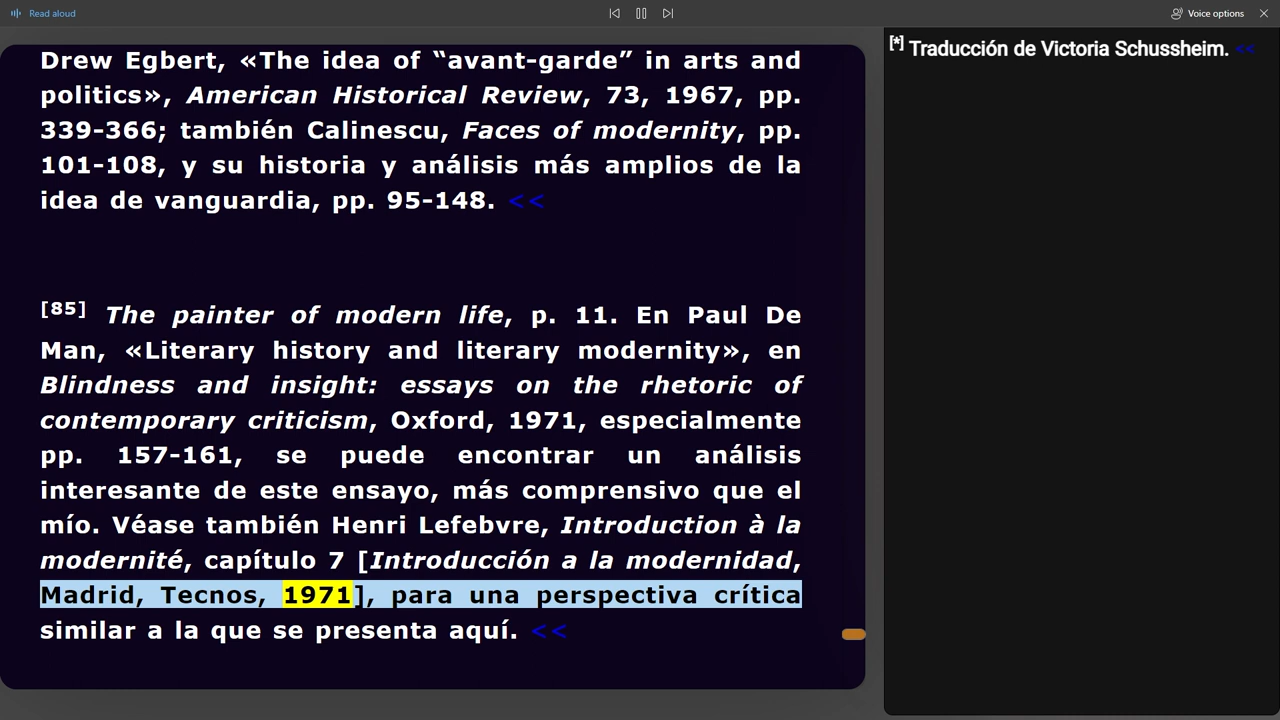 Read aloud
Voice options
Drew Egbert, «The idea of “avant-garde” in arts and
politics», American Historical Review, 73, 1967, pp.
339-366; también Calinescu, Faces of modernity, pp.
101-108, y su historia y análisis más amplios de la
idea de vanguardia, pp. 95-148. <<
[85] The painter of modern life, p. 11. En Paul De
Man, «Literary history and literary modernity», en
Blindness and insight: essays on the rhetoric of
contemporary criticism, Oxford, 1971, especialmente
pp. 157-161, se puede encontrar un análisis
interesante de este ensayo, más comprensivo que el
mío. Véase también Henri Lefebvre, Introduction à la
modernité, capítulo 7 [Introducción a la modernidad,
Madrid, Tecnos, 1971], para una perspectiva crítica
similar a la que se presenta aquí. <<
[*] Traducción de Victoria Schussheim. <<